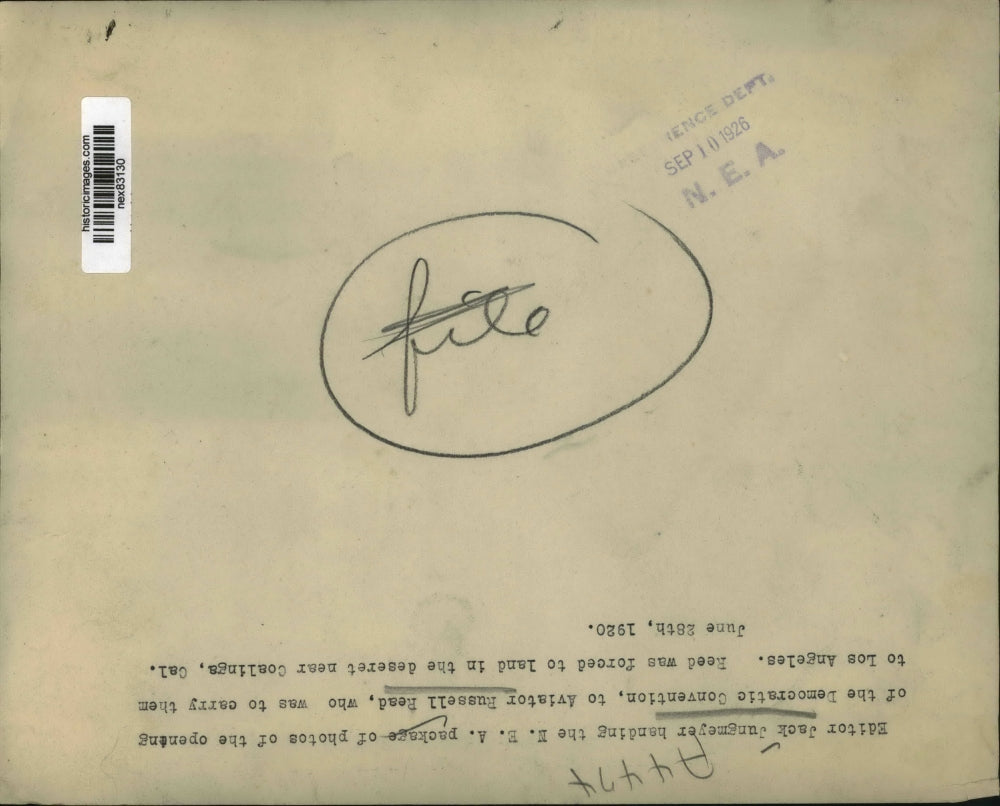 historicimages.com
nex83130
ENCE DEPT.
SEP 10 1926
N. E. A.
file
A4474
Editor Jack Jungmeyer handing the N. E. A. package of photos of the opening
of the Democratic Convention, to Aviator Russell Read, who was to carry them
to Los Angeles. Reed was forced to land in the deseret near Coalinga, Cal.
June 28th, 1920.